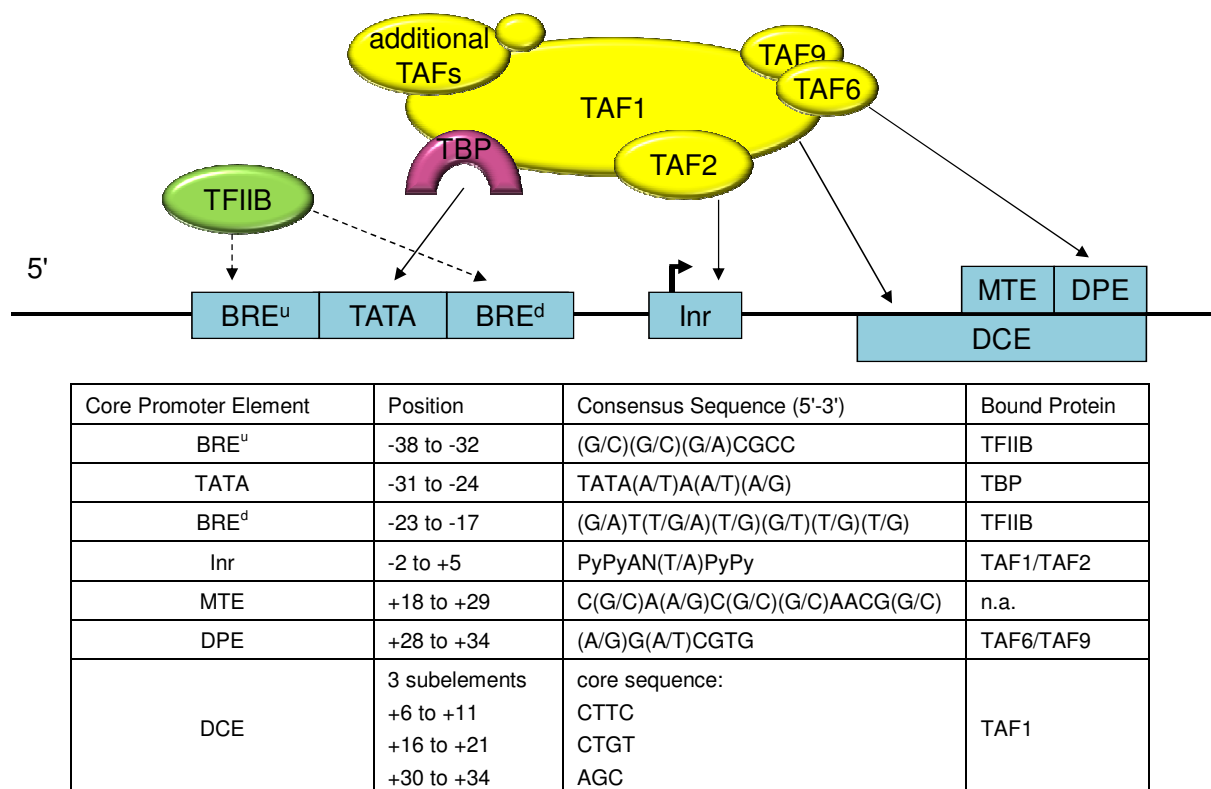 additional
TAFs
TAF9
TAF6
TAF1
TBP
TAF2
TFIIB
5'
BREᵘ TATA BREᵈ Inr MTE DPE
DCE
Core Promoter Element Position Consensus Sequence (5'-3') Bound Protein
BREᵘ -38 to -32 (G/C)(G/C)(G/A)CGCC TFIIB
TATA -31 to -24 TATA(A/T)A(A/T)(A/G) TBP
BREᵈ -23 to -17 (G/A)T(T/G/A)(T/G)(G/T)(T/G)(T/G) TFIIB
Inr -2 to +5 PyPyAN(T/A)PyPy TAF1/TAF2
MTE +18 to +29 C(G/C)A(A/G)C(G/C)(G/C)AACG(G/C) n.a.
DPE +28 to +34 (A/G)G(A/T)CGTG TAF6/TAF9
DCE 3 subelements core sequence: TAF1
+6 to +11 CTTC
+16 to +21 CTGT
+30 to +34 AGC